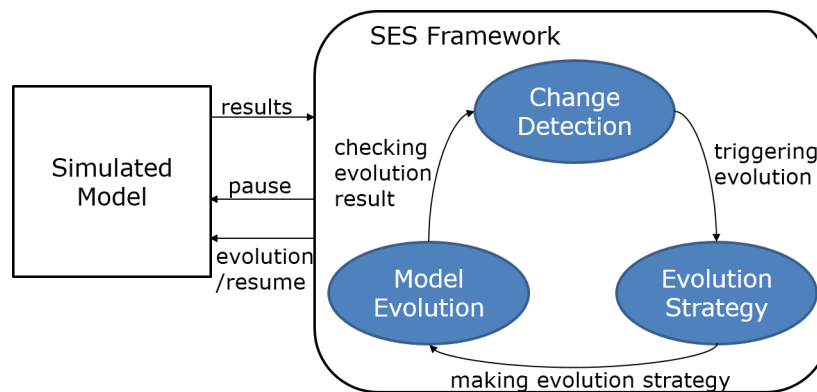 SES Framework
Simulated
Model
results
pause
evolution
/resume
Change
Detection
checking
evolution
result
triggering
evolution
Model
Evolution
Evolution
Strategy
making evolution strategy